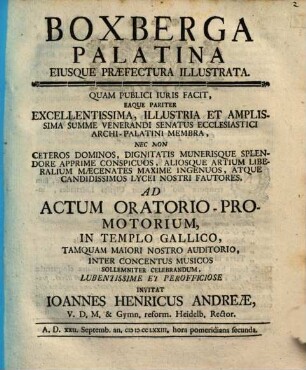 BOXBERGA
PALATINA
EIUSQUE PRÆFECTURA ILLUSTRATA.
QUAM PUBLICI IURIS FACIT,
EAQUE PARITER
EXCELLENTISSIMA, ILLUSTRIA ET AMPLIS-
SIMA SUMME VENERANDI SENATUS ECCLESIASTICI
ARCHI-PALATINI MEMBRA,
NEC NON
CETEROS DOMINOS, DIGNITATIS MUNERISQUE SPLEN-
DORE APPRIME CONSPICUOS, ALIOSQUE ARTIUM LIBE-
RALIUM MÆCENATES MAXIME INGENUOS, ATQUE
CANDIDISSIMOS LYCEI NOSTRI FAUTORES,
AD
ACTUM ORATORIO-PRO-
MOTORIUM,
IN TEMPLO GALLICO,
TAMQUAM MAIORI NOSTRO AUDITORIO,
INTER CONCENTUS MUSICOS
SOLLEMNITER CELEBRANDUM,
LUBENTISSIME ET PEROFFICIOSE
INVITAT
IOANNES HENRICUS ANDREÆ,
V. D. M. & Gymn. reform. Heidelb. Rector.
A. D. XXII. Septemb. an. CIƆIƆCCLXXIII, hora pomeridiana secunda.